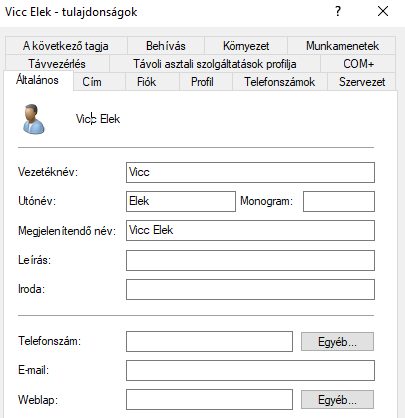 Vicc Elek - tulajdonságok ? ✕
A következő tagja Behívás Környezet Munkamenetek
Távvezérlés Távoli asztali szolgáltatások profilja COM+
Általános Cím Fiók Profil Telefonszámok Szervezet
Vicc Elek
Vezetéknév: Vicc
Utónév: Elek Monogram:
Megjelenítendő név: Vicc Elek
Leírás:
Iroda:
Telefonszám: Egyéb...
E-mail:
Weblap: Egyéb...